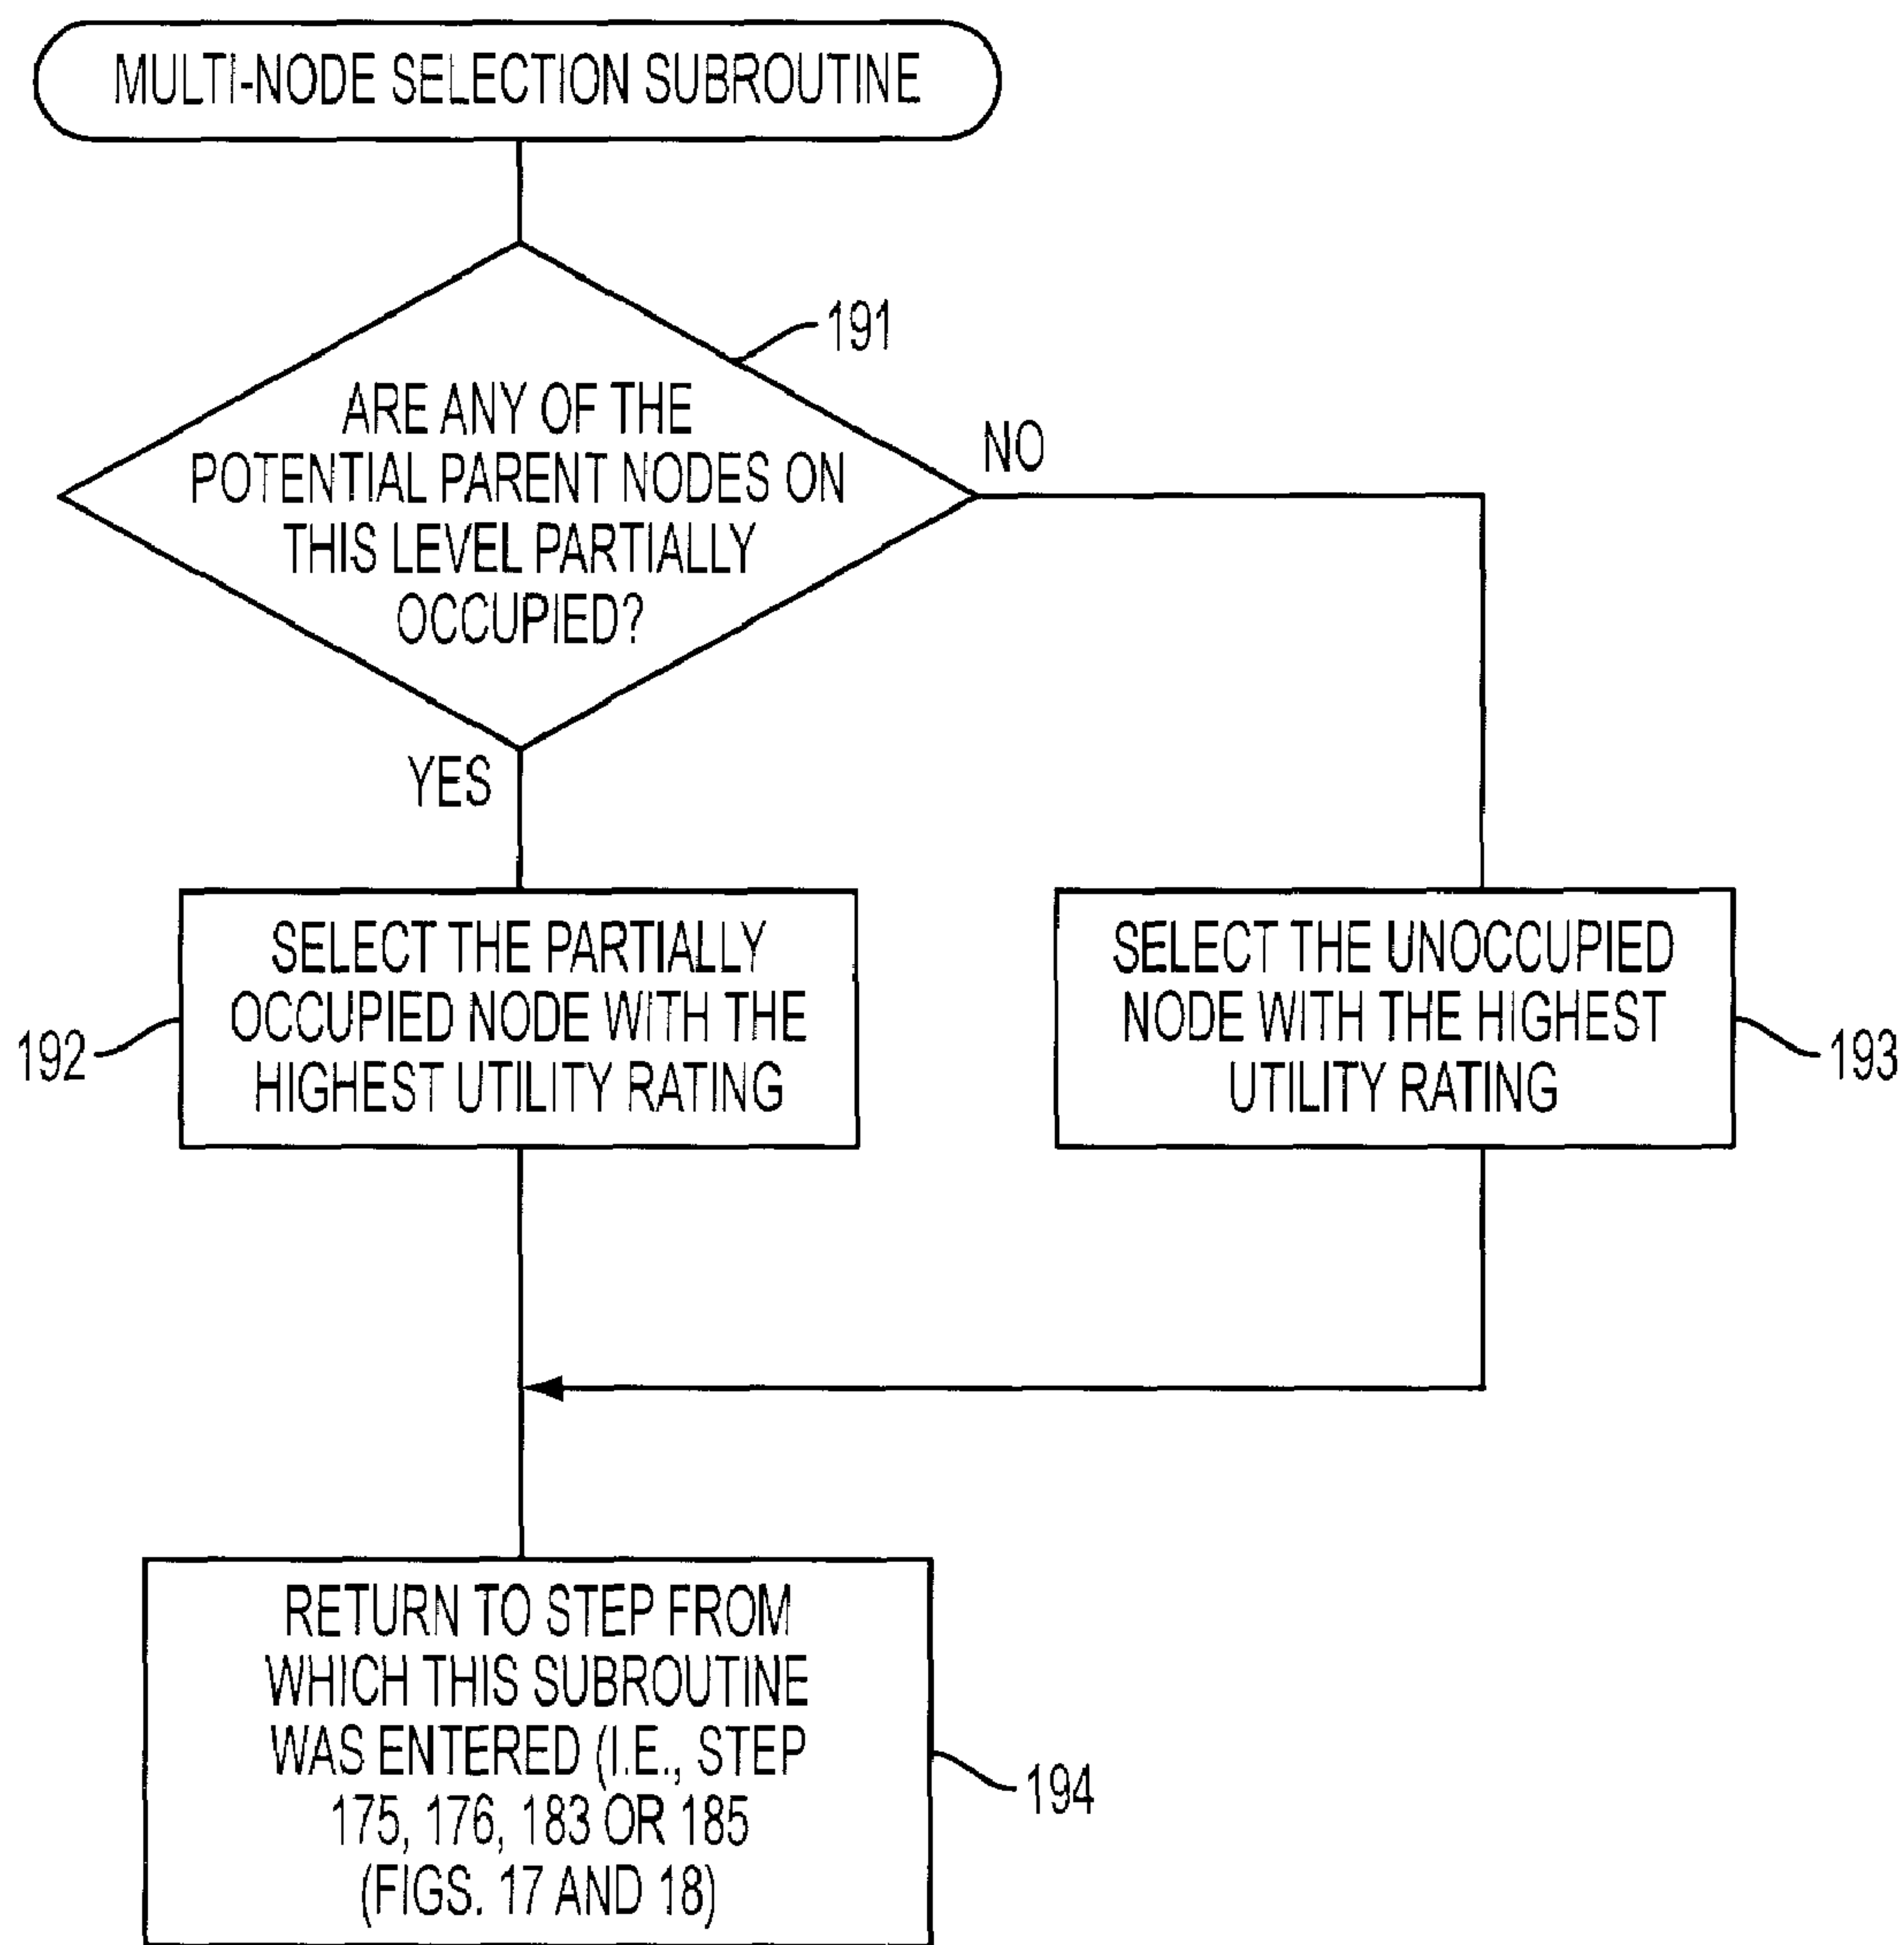 MULTI-NODE SELECTION SUBROUTINE
191
ARE ANY OF THE
POTENTIAL PARENT NODES ON
THIS LEVEL PARTIALLY
OCCUPIED?
NO
YES
SELECT THE PARTIALLY
OCCUPIED NODE WITH THE
HIGHEST UTILITY RATING
192
SELECT THE UNOCCUPIED
NODE WITH THE HIGHEST
UTILITY RATING
193
RETURN TO STEP FROM
WHICH THIS SUBROUTINE
WAS ENTERED (I.E., STEP
175, 176, 183 OR 185
(FIGS. 17 AND 18)
194